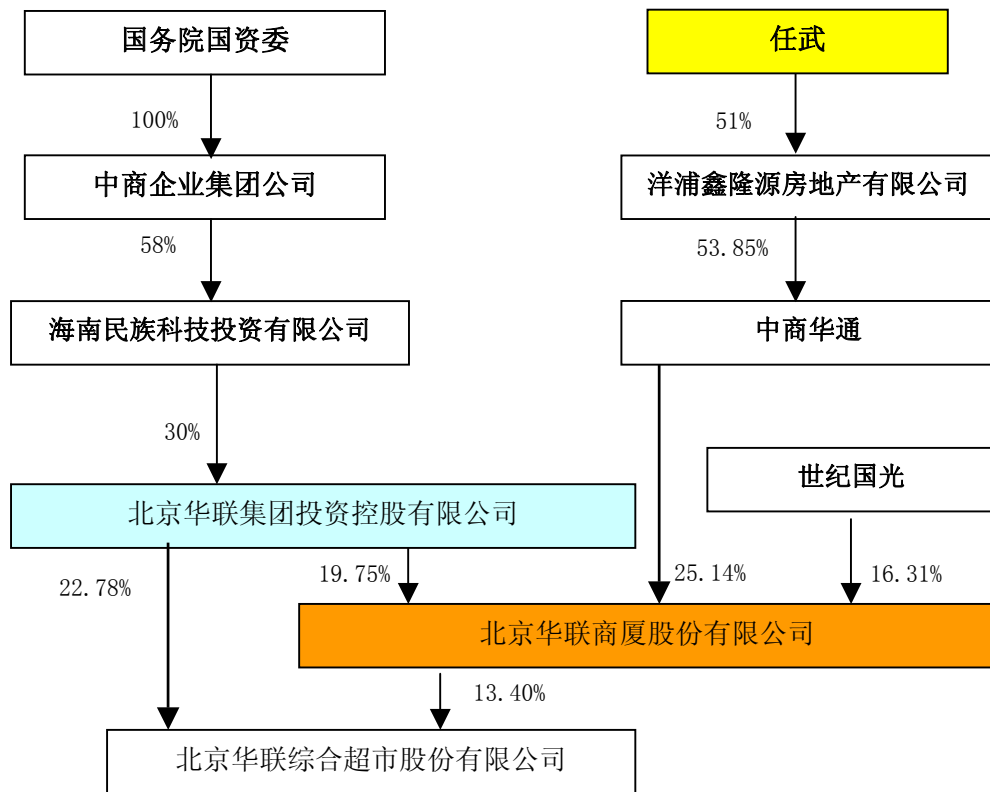 国务院国资委
任武
100%
51%
中商企业集团公司
洋浦鑫隆源房地产有限公司
58%
53.85%
海南民族科技投资有限公司
中商华通
30%
世纪国光
北京华联集团投资控股有限公司
22.78%
19.75%
25.14%
16.31%
北京华联商厦股份有限公司
13.40%
北京华联综合超市股份有限公司